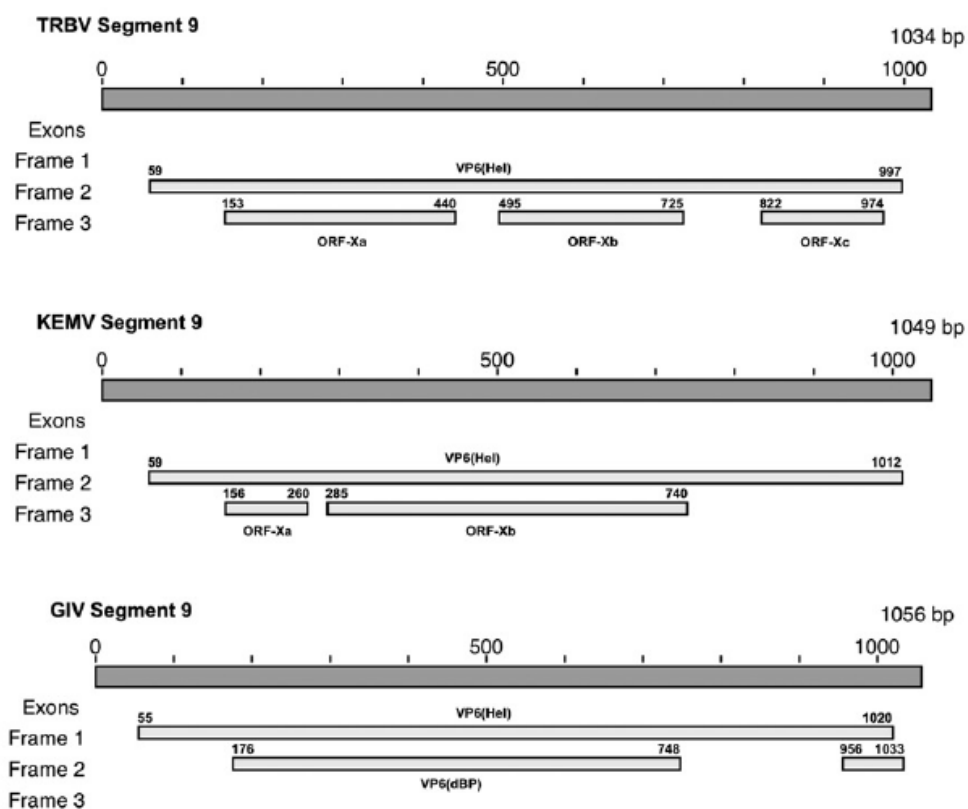 TRBV Segment 9
1034 bp
0 500 1000
Exons
Frame 1
VP6(Hel)
59 997
Frame 2
153 440 495 725 822 974
Frame 3
ORF-Xa ORF-Xb ORF-Xc
KEMV Segment 9
1049 bp
0 500 1000
Exons
Frame 1
VP6(Hel)
59 1012
Frame 2
156 260 285 740
Frame 3
ORF-Xa ORF-Xb
GIV Segment 9
1056 bp
0 500 1000
Exons
55 VP6(Hel) 1020
Frame 1
176 748 956 1033
Frame 2
VP6(dBP)
Frame 3